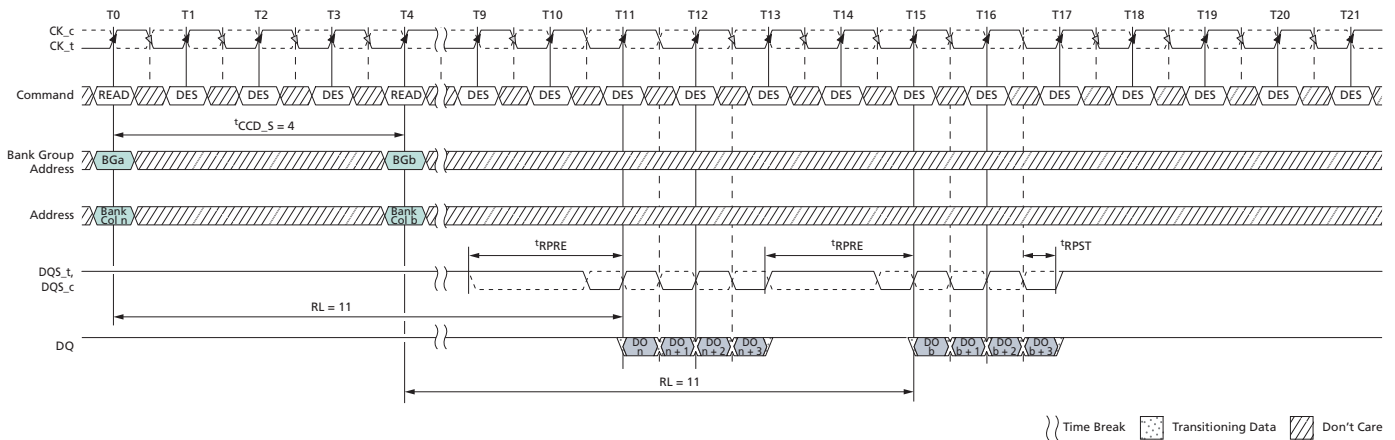 T0 T1 T2 T3 T4 T9 T10 T11 T12 T13 T14 T15 T16 T17 T18 T19 T20 T21
CK_c
CK_t
Command READ DES DES DES READ DES DES DES DES DES DES DES DES DES DES DES DES DES
tCCD_S = 4
Bank Group
Address
BGa BGb
Address
Bank
Col n
Bank
Col b
tRPRE tRPRE tRPST
DQS_t,
DQS_c
RL = 11
DQ
DO
n
DO
n + 1
DO
n + 2
DO
n + 3
DO
b
DO
b + 1
DO
b + 2
DO
b + 3
RL = 11
Time Break Transitioning Data Don't Care